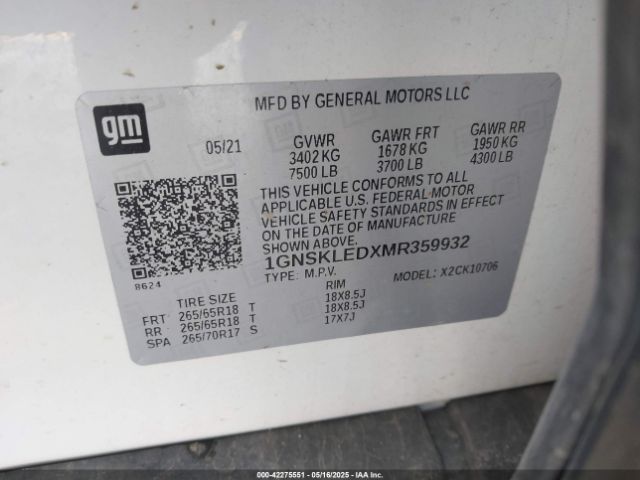 gm
MFD BY GENERAL MOTORS LLC
05/21 GVWR GAWR FRT GAWR RR
3402 KG 1678 KG 1950 KG
7500 LB 3700 LB 4300 LB
THIS VEHICLE CONFORMS TO ALL
APPLICABLE U.S. FEDERAL MOTOR
VEHICLE SAFETY STANDARDS IN EFFECT
ON THE DATE OF MANUFACTURE
SHOWN ABOVE.
1GNSKLEDXMR359932
8624 TYPE: M.P.V. MODEL: X2CK10706
TIRE SIZE RIM
FRT 265/65R18 T 18X8.5J
RR 265/65R18 T 18X8.5J
SPA 265/70R17 S 17X7J
000-42275551 - 05/16/2025 - IAA